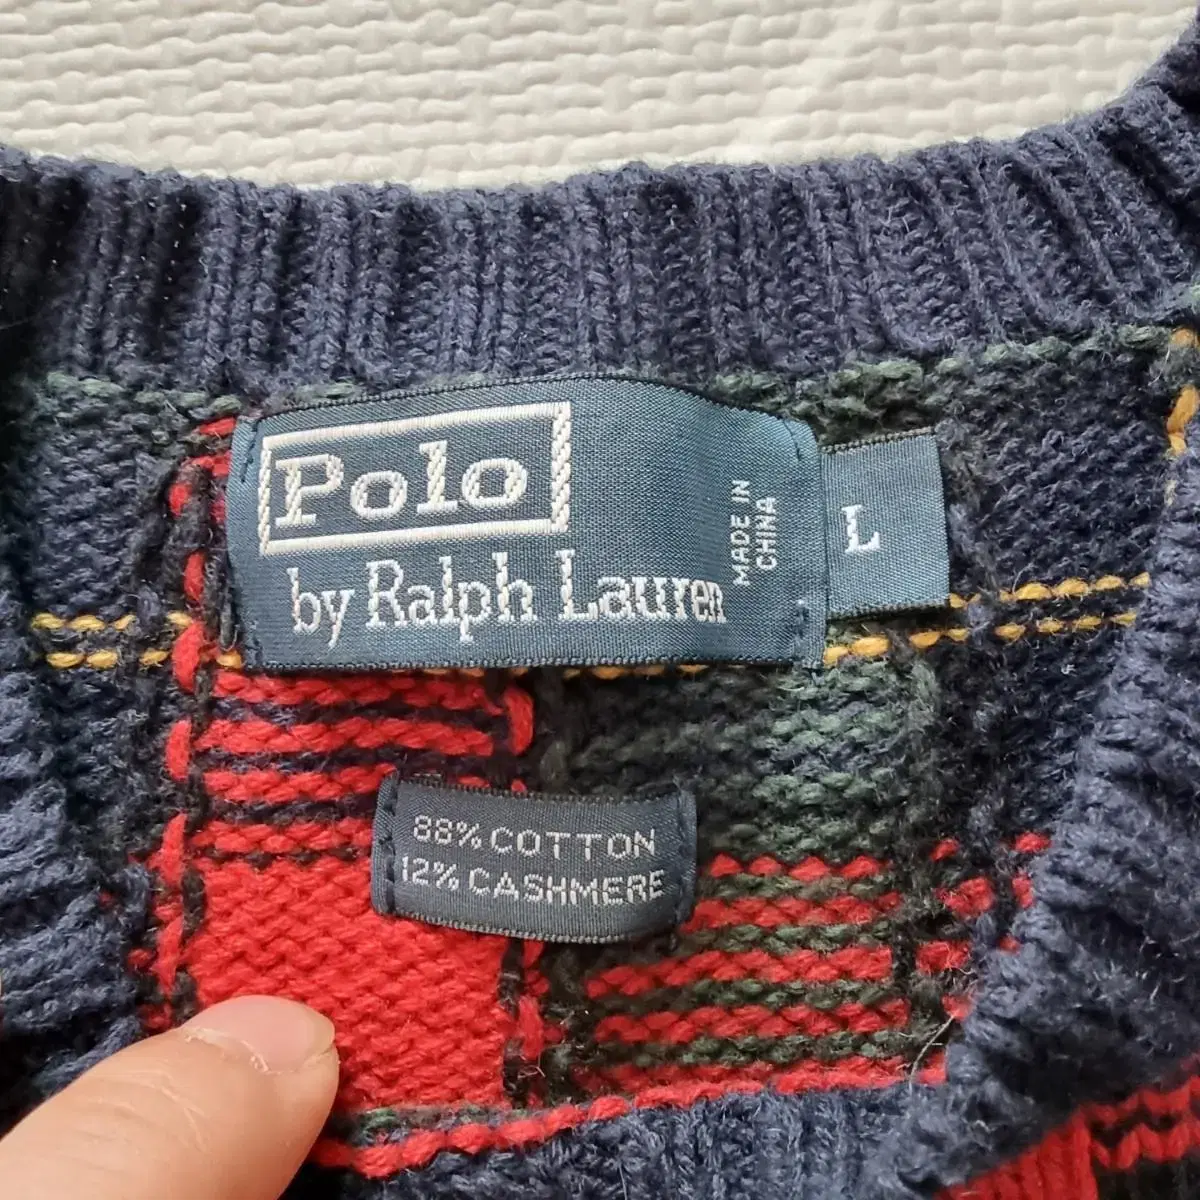 Polo
by Ralph Lauren
MADE IN
CHINA
L
88% COTTON
12% CASHMERE